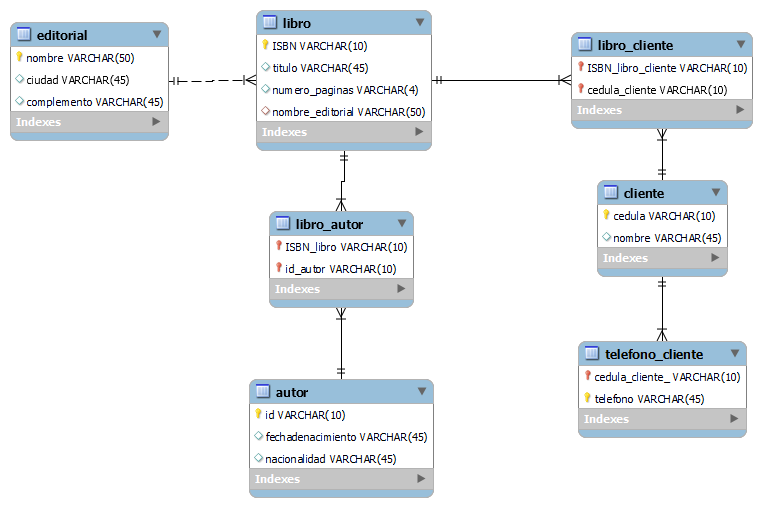 editorial
nombre VARCHAR(50)
ciudad VARCHAR(45)
complemento VARCHAR(45)
Indexes
libro
ISBN VARCHAR(10)
titulo VARCHAR(45)
numero_paginas VARCHAR(4)
nombre_editorial VARCHAR(50)
Indexes
libro_cliente
ISBN_libro_cliente VARCHAR(10)
cedula_cliente VARCHAR(10)
Indexes
libro_autor
ISBN_libro VARCHAR(10)
id_autor VARCHAR(10)
Indexes
cliente
cedula VARCHAR(10)
nombre VARCHAR(45)
Indexes
autor
id VARCHAR(10)
fechadenacimiento VARCHAR(45)
nacionalidad VARCHAR(45)
Indexes
telefono_cliente
cedula_cliente_ VARCHAR(10)
telefono VARCHAR(45)
Indexes